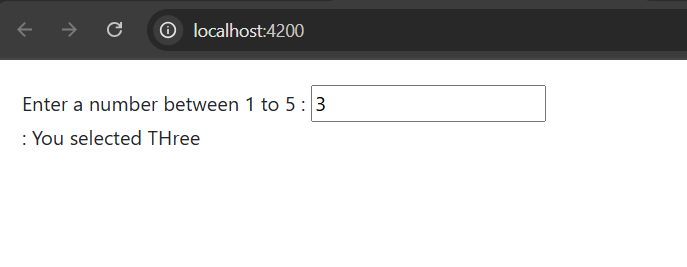 localhost:4200
Enter a number between 1 to 5 : 3
: You selected THree